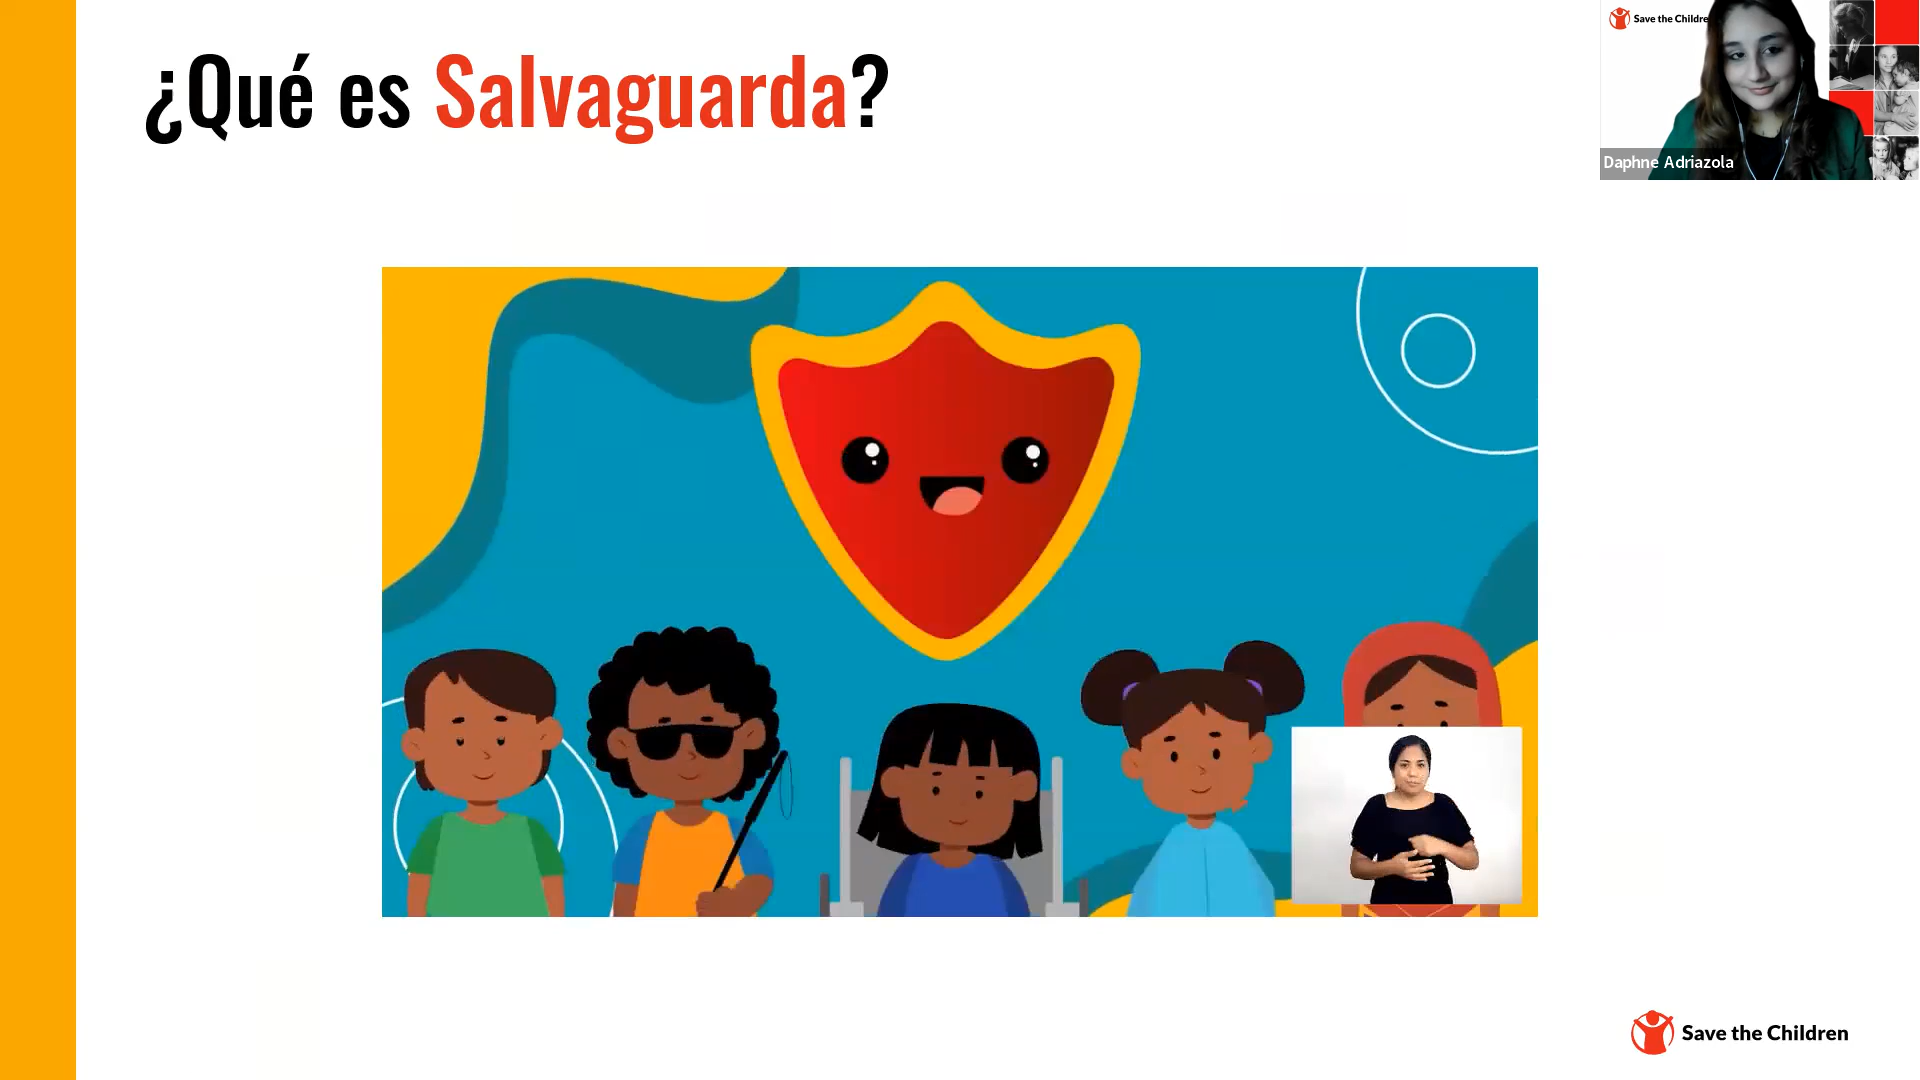 ¿Qué es Salvaguarda?
Save the Childre
Daphne Adriazola
Save the Children